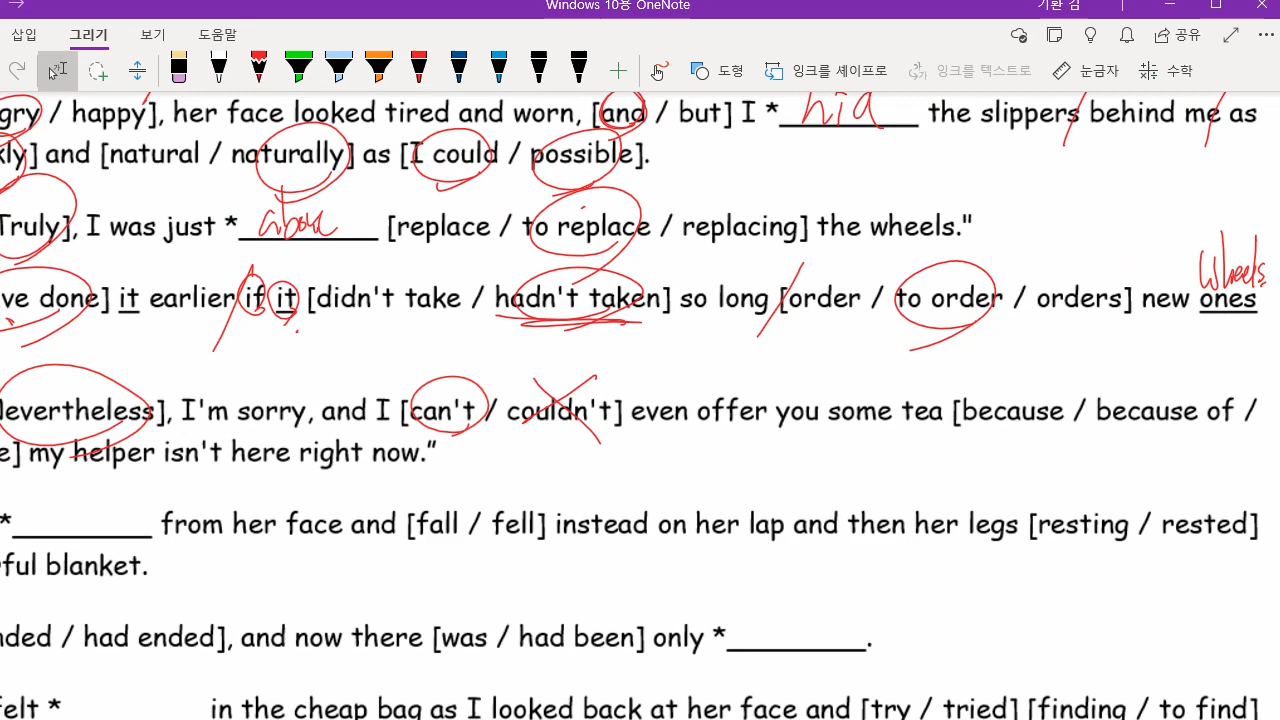 Windows 10용 OneNote
기환 김
삽입 그리기 보기 도움말
공유
도형 잉크를 셰이프로 잉크를 텍스트로 눈금자 수학
gry / happy], her face looked tired and worn, [and / but] I *__________ the slippers behind me as
hid
kly] and [natural / naturally] as [I could / possible].
Truly], I was just *__________ [replace / to replace / replacing] the wheels."
about
wheels
ve done] it earlier if it [didn't take / hadn't taken] so long [order / to order / orders] new ones
Nevertheless], I'm sorry, and I [can't / couldn't] even offer you some tea [because / because of /
e] my helper isn't here right now.”
*__________ from her face and [fall / fell] instead on her lap and then her legs [resting / rested]
ful blanket.
nded / had ended], and now there [was / had been] only *__________.
felt * in the cheap bag as I looked back at her face and [try / tried] [finding / to find]